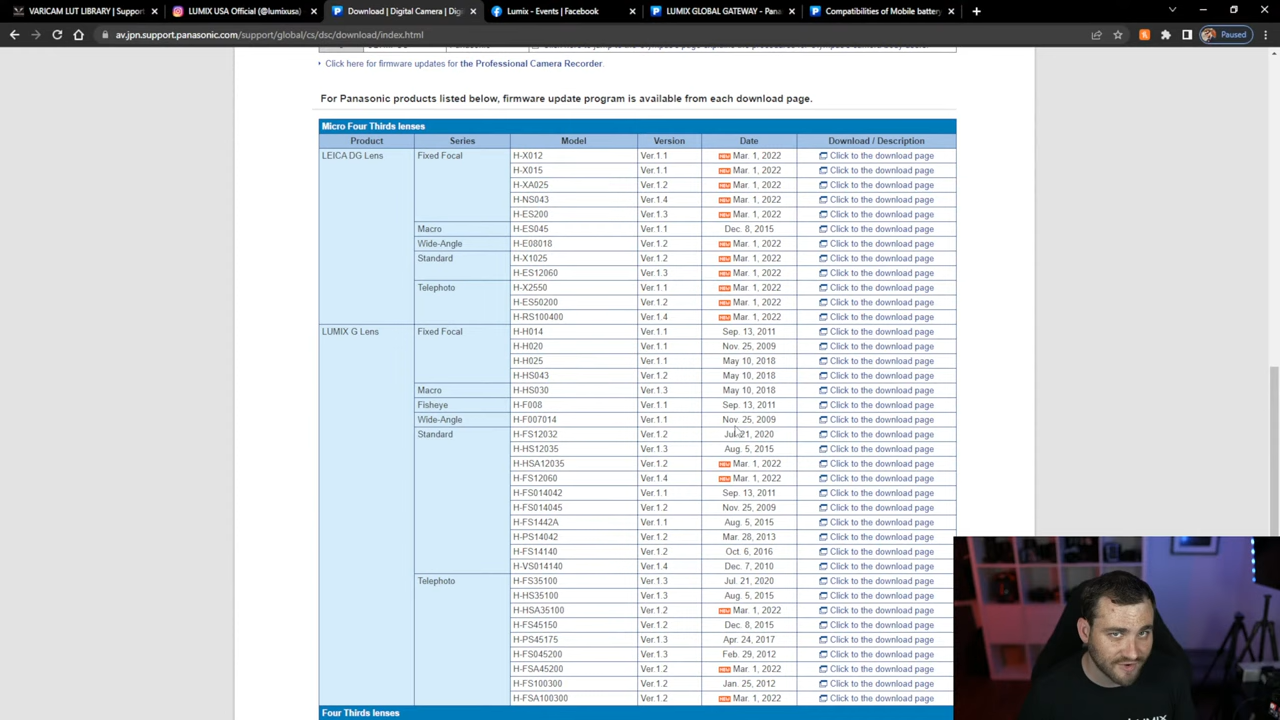 VARICAM LUT LIBRARY | Support
LUMIX USA Official (@lumixusa)
Download | Digital Camera | Dig
Lumix - Events | Facebook
LUMIX GLOBAL GATEWAY - Pan
Compatibilities of Mobile batter
av.jpn.support.panasonic.com/support/global/cs/dsc/download/index.html
Paused
Click here for firmware updates for the Professional Camera Recorder.
For Panasonic products listed below, firmware update program is available from each download page.
Micro Four Thirds lenses
Product Series Model Version Date Download / Description
LEICA DG Lens Fixed Focal H-X012 Ver.1.1 NEW Mar. 1, 2022 Click to the download page
H-X015 Ver.1.1 NEW Mar. 1, 2022 Click to the download page
H-XA025 Ver.1.2 NEW Mar. 1, 2022 Click to the download page
H-NS043 Ver.1.4 NEW Mar. 1, 2022 Click to the download page
H-ES200 Ver.1.3 NEW Mar. 1, 2022 Click to the download page
Macro H-ES045 Ver.1.1 Dec. 8, 2015 Click to the download page
Wide-Angle H-E08018 Ver.1.2 NEW Mar. 1, 2022 Click to the download page
Standard H-X1025 Ver.1.2 NEW Mar. 1, 2022 Click to the download page
H-ES12060 Ver.1.3 NEW Mar. 1, 2022 Click to the download page
Telephoto H-X2550 Ver.1.1 NEW Mar. 1, 2022 Click to the download page
H-ES50200 Ver.1.2 NEW Mar. 1, 2022 Click to the download page
H-RS100400 Ver.1.4 NEW Mar. 1, 2022 Click to the download page
LUMIX G Lens Fixed Focal H-H014 Ver.1.1 Sep. 13, 2011 Click to the download page
H-H020 Ver.1.1 Nov. 25, 2009 Click to the download page
H-H025 Ver.1.1 May 10, 2018 Click to the download page
H-HS043 Ver.1.2 May 10, 2018 Click to the download page
Macro H-HS030 Ver.1.3 May 10, 2018 Click to the download page
Fisheye H-F008 Ver.1.1 Sep. 13, 2011 Click to the download page
Wide-Angle H-F007014 Ver.1.1 Nov. 25, 2009 Click to the download page
Standard H-FS12032 Ver.1.2 Jul. 21, 2020 Click to the download page
H-HS12035 Ver.1.3 Aug. 5, 2015 Click to the download page
H-HSA12035 Ver.1.2 NEW Mar. 1, 2022 Click to the download page
H-FS12060 Ver.1.4 NEW Mar. 1, 2022 Click to the download page
H-FS014042 Ver.1.1 Sep. 13, 2011 Click to the download page
H-FS014045 Ver.1.2 Nov. 25, 2009 Click to the download page
H-FS1442A Ver.1.1 Aug. 5, 2015 Click to the download page
H-PS14042 Ver.1.2 Mar. 28, 2013 Click to the download page
H-FS14140 Ver.1.2 Oct. 6, 2016 Click to the download page
H-VS014140 Ver.1.4 Dec. 7, 2010 Click to the download page
Telephoto H-FS35100 Ver.1.3 Jul. 21, 2020 Click to the download page
H-HS35100 Ver.1.3 Aug. 5, 2015 Click to the download page
H-HSA35100 Ver.1.2 NEW Mar. 1, 2022 Click to the download page
H-FS45150 Ver.1.2 Dec. 8, 2015 Click to the download page
H-PS45175 Ver.1.3 Apr. 24, 2017 Click to the download page
H-FS045200 Ver.1.3 Feb. 29, 2012 Click to the download page
H-FSA45200 Ver.1.2 NEW Mar. 1, 2022 Click to the download page
H-FS100300 Ver.1.2 Jan. 25, 2012 Click to the download page
H-FSA100300 Ver.1.2 NEW Mar. 1, 2022 Click to the download page
Four Thirds lenses
LUMIX